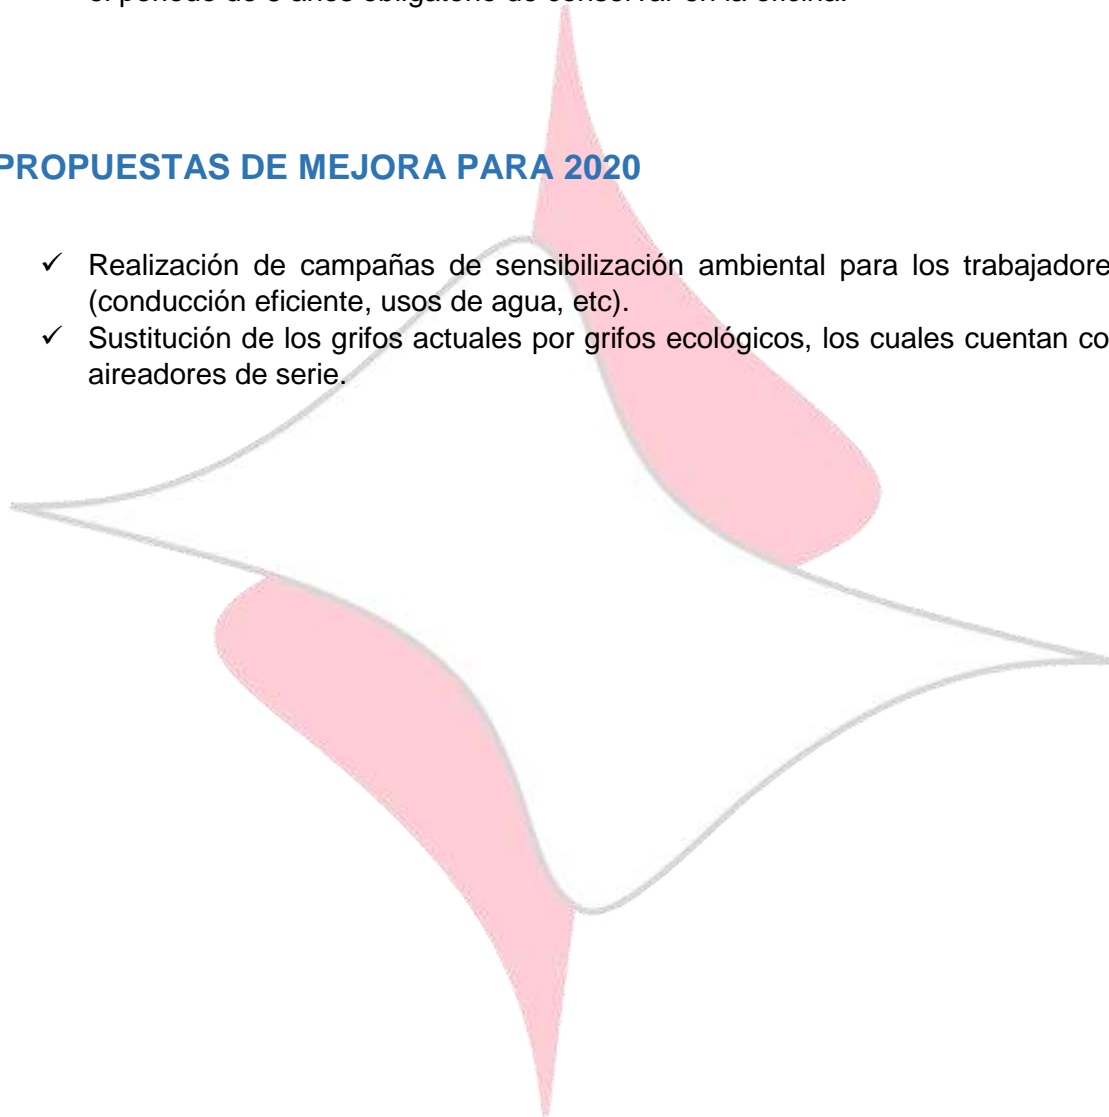 el período de 5 años obligatorio de conservar en la oficina.
PROPUESTAS DE MEJORA PARA 2020
✓ Realización de campañas de sensibilización ambiental para los trabajadore
(conducción eficiente, usos de agua, etc).
✓ Sustitución de los grifos actuales por grifos ecológicos, los cuales cuentan co
aireadores de serie.